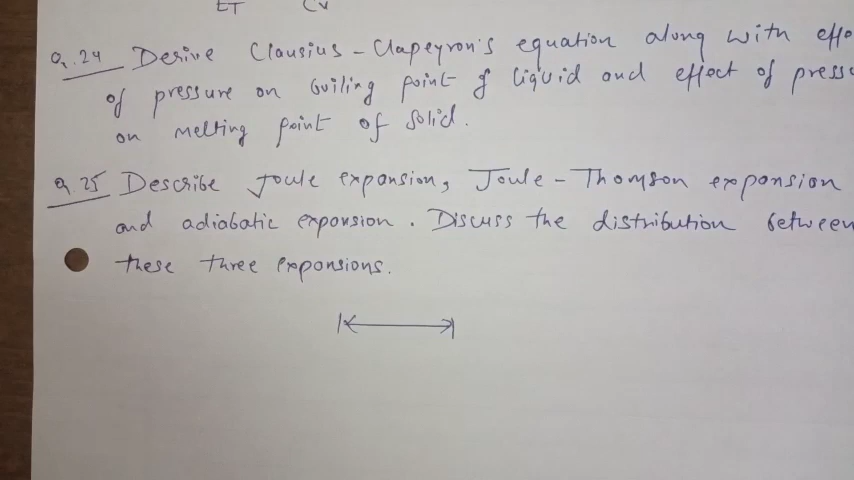 ET Cv
Q.24 Derive Clausius-Clapeyron's equation along with effe
of pressure on boiling point of liquid and effect of press
on melting point of solid.
Q.25 Describe Joule expansion, Joule-Thomson expansion
and adiabatic expansion. Discuss the distribution between
these three expansions.